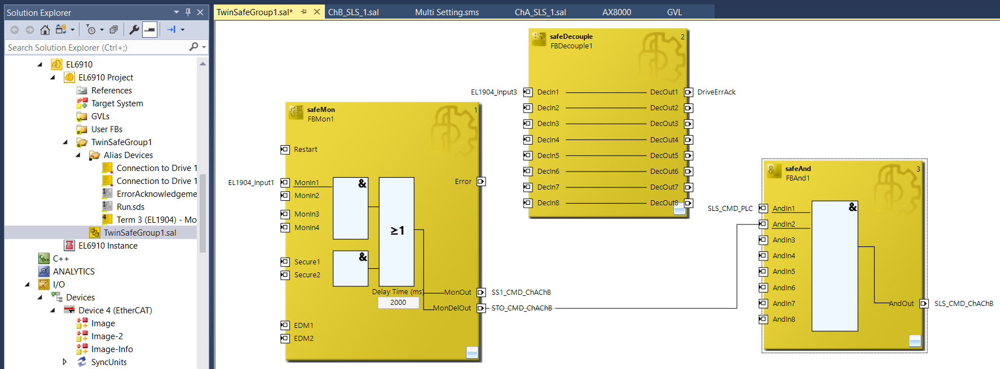 Solution Explorer
Search Solution Explorer (Ctrl+;)
EL6910
EL6910 Project
References
Target System
GVLs
User FBs
TwinSafeGroup1
Alias Devices
Connection to Drive 1
Connection to Drive 1
ErrorAcknowledgeme
Run.sds
Term 3 (EL1904) - Mo
TwinSafeGroup1.sal
EL6910 Instance
C++
ANALYTICS
I/O
Devices
Device 4 (EtherCAT)
Image
Image-2
Image-Info
SyncUnits
TwinSafeGroup1.sal* ChB_SLS_1.sal Multi Setting.sms ChA_SLS_1.sal AX8000 GVL
safeMon 1
FBMon1
Restart
EL1904_Input1 MonIn1 & Error
MonIn2
MonIn3
MonIn4
≥1
Secure1 &
Secure2
Delay Time (ms)
2000
MonOut SS1_CMD_ChAChB
MonDelOut STO_CMD_ChAChB
EDM1
EDM2
safeDecouple 2
FBDecouple1
EL1904_Input3 DecIn1 DecOut1 DriveErrAck
DecIn2 DecOut2
DecIn3 DecOut3
DecIn4 DecOut4
DecIn5 DecOut5
DecIn6 DecOut6
DecIn7 DecOut7
DecIn8 DecOut8
safeAnd 3
FBAnd1
SLS_CMD_PLC AndIn1 &
AndIn2
AndIn3
AndIn4
AndIn5
AndIn6
AndIn7 AndOut SLS_CMD_ChAChB
AndIn8